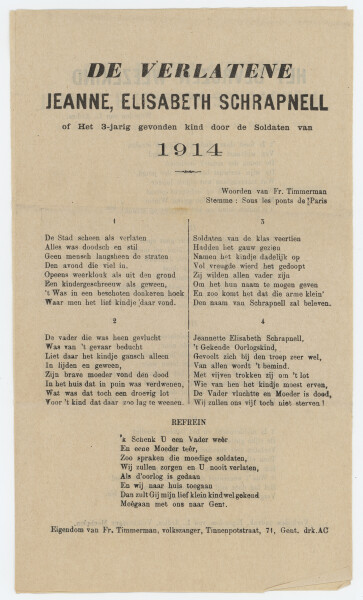 DE VERLATENE
JEANNE, ELISABETH SCHRAPNELL
of Het 3-jarig gevonden kind door de Soldaten van
1914
Woorden van Fr. Timmerman
Stemme : Sous les ponts de Paris
1
De Stad scheen als verlaten
Alles was doodsch en stil
Geen mensch langsheen de straten
Den avond die viel in.
Opeens weerklonk als uit den grond
Een kindergeschreeuw als geween,
't Was in een beschoten donkeren hoek
Waar men het lief kindje daar vond.
2
De vader die was heen gevlucht
Was van 't gevaar beducht
Liet daar het kindje gansch alleen
In lijden en geween,
Zijn brave moeder vond den dood
In het huis dat in puin was verdwenen,
Wat was dat toch een droevig lot
Voor 't kind dat daar zoo lag te weenen.
3
Soldaten van de klas veertien
Hadden het gauw gezien
Namen het kindje dadelijk op
Vol vreugde wierd het gedoopt
Zij wilden allen vader zijn
Om het hun naam te mogen geven
En zoo komt het dat die arme klein'
Den naam van Schrapnell zal beleven.
4
Jeannette Elisabeth Schrapnell,
't Gekende Oorlogskind,
Gevoelt zich bij den troep zeer wel,
Van allen wordt 't bemind.
Met vijven trokken zij un 't lot
Wie van hen het kindje moest erven,
De Vader vluchtte en Moeder is dood,
Wij zullen ons vijf toch niet sterven !
REFREIN
'k Schenk U een Vader weêr
En eene Moeder teêr,
Zoo spraken die moedige soldaten,
Wij zullen zorgen en U nooit verlaten,
Als d'oorlog is gedaan
En wij naar huis toegaan
Dan zult Gij mijn lief klein kind wel gekend
Meêgaan met ons naar Gent.
Eigendom van Fr. Timmerman, volkszanger, Tinnenpotstraat, 71, Gent. drk. AC